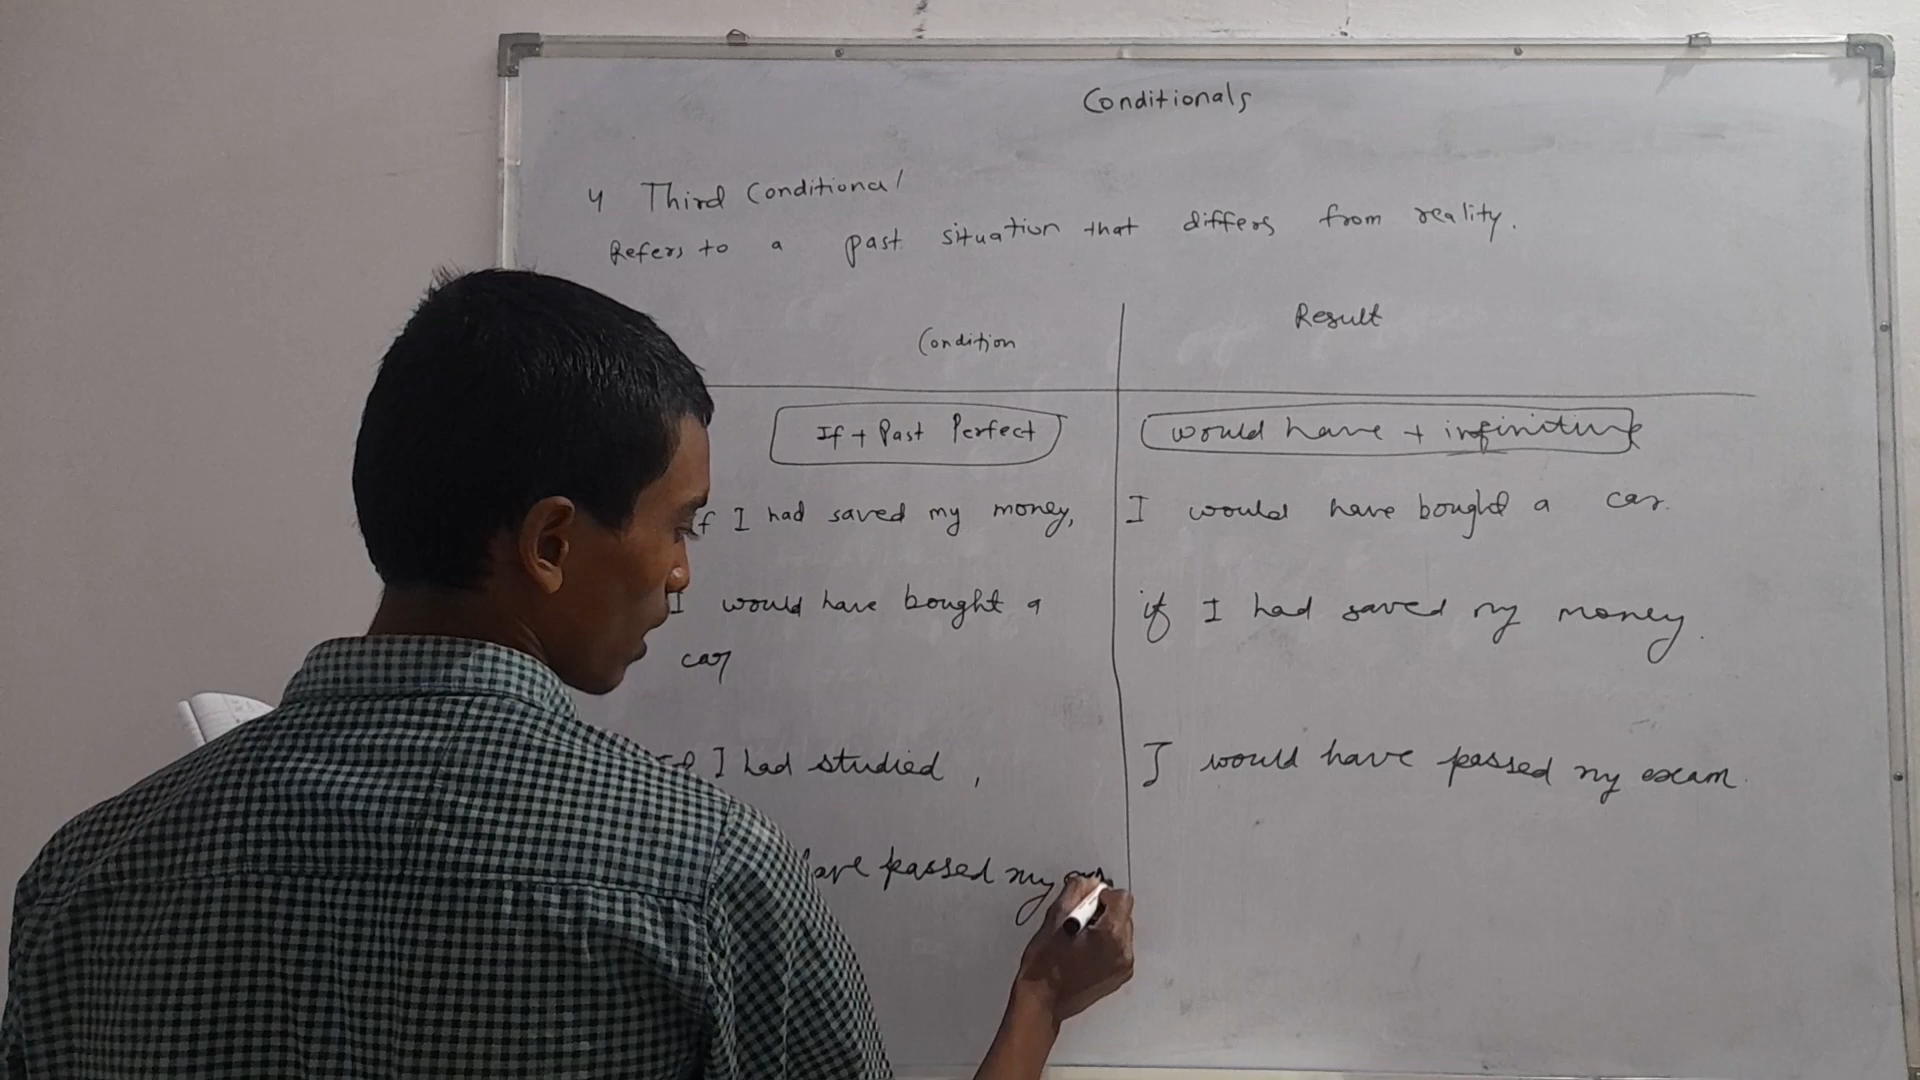 Conditionals
4 Third Conditional
Refers to a past situation that differs from reality.
Condition Result
If + Past Perfect would have + infinitive
If I had saved my money, I would have bought a car.
I would have bought a if I had saved my money.
car
If I had studied, I would have passed my exam.
have passed my